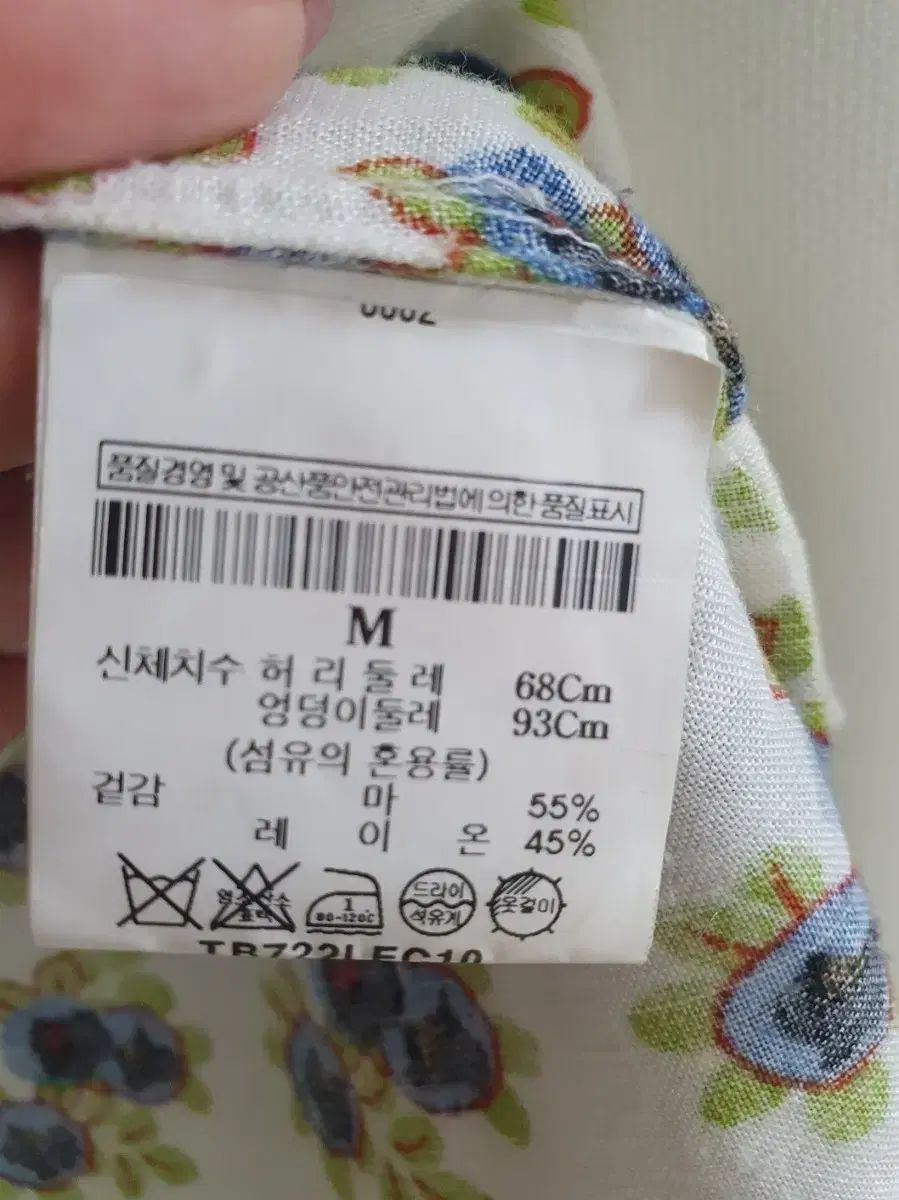 품질경영 및 공산품안전관리법에 의한 품질표시
M
신체치수 허 리 둘 레 68Cm
엉덩이둘레 93Cm
(섬유의 혼용률)
겉감 마 55%
레 이 온 45%
1
80-120℃
드라이
석유계
옷걸이